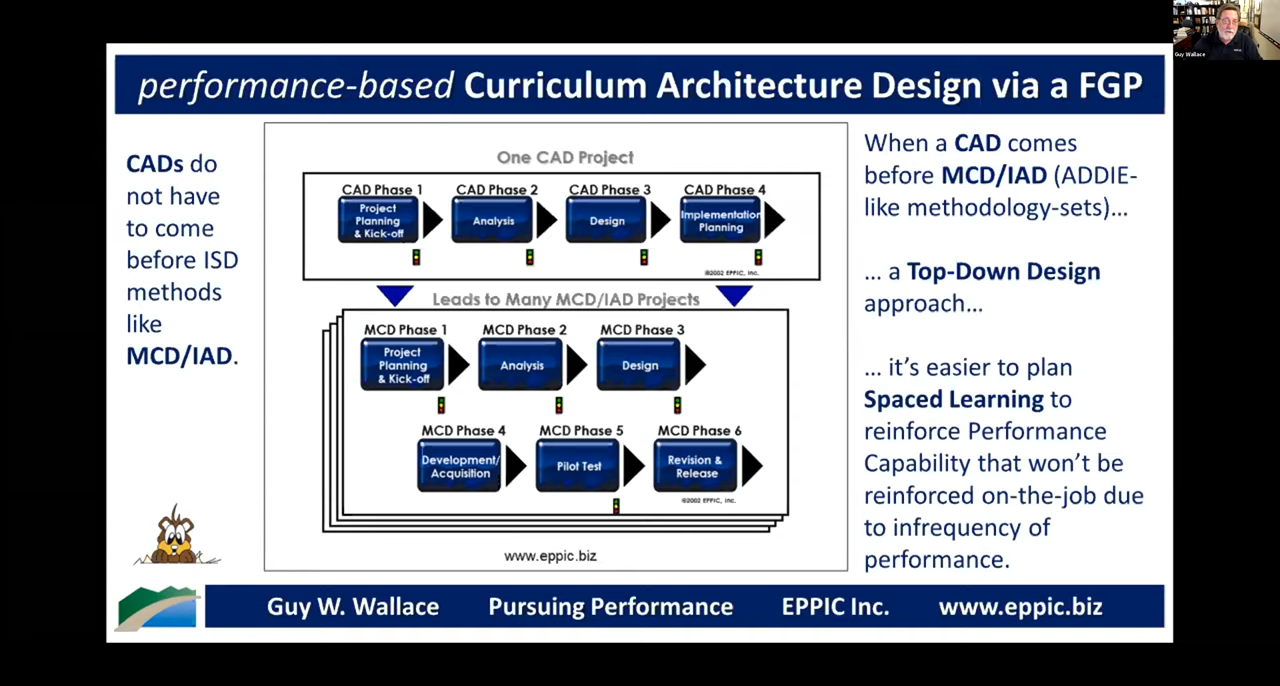 Guy Wallace
performance-based Curriculum Architecture Design via a FGP
CADs do
not have
to come
before ISD
methods
like
MCD/IAD.
One CAD Project
CAD Phase 1
CAD Phase 2
CAD Phase 3
CAD Phase 4
Project
Planning
& Kick-off
Analysis
Design
Implementation
Planning
©2002 EPPIC, Inc.
Leads to Many MCD/IAD Projects
MCD Phase 1
MCD Phase 2
MCD Phase 3
Project
Planning
& Kick-off
Analysis
Design
MCD Phase 4
MCD Phase 5
MCD Phase 6
Development/
Acquisition
Pilot Test
Revision &
Release
©2002 EPPIC, Inc.
www.eppic.biz
When a CAD comes
before MCD/IAD (ADDIE-
like methodology-sets)…
… a Top-Down Design
approach…
… it’s easier to plan
Spaced Learning to
reinforce Performance
Capability that won’t be
reinforced on-the-job due
to infrequency of
performance.
Guy W. Wallace Pursuing Performance EPPIC Inc. www.eppic.biz